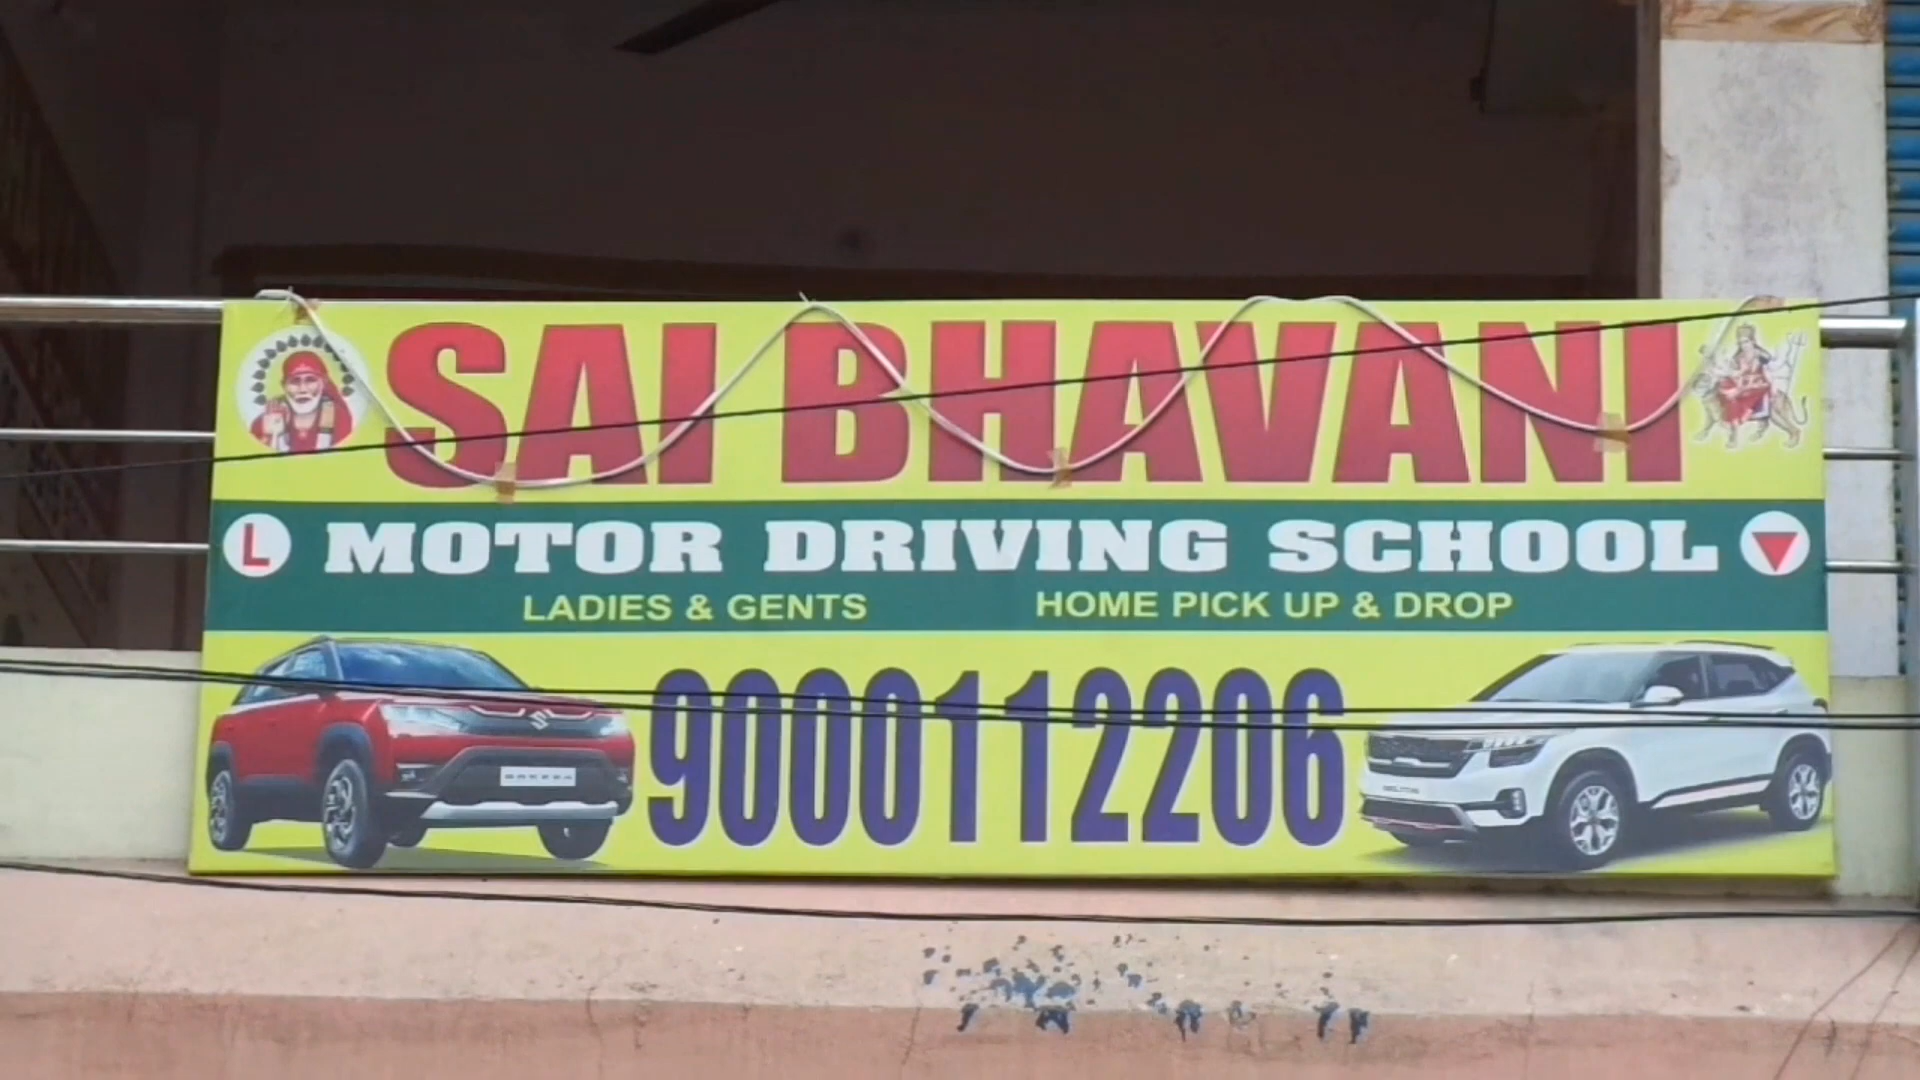 SAI BHAVANI
L MOTOR DRIVING SCHOOL
LADIES & GENTS HOME PICK UP & DROP
9000112206